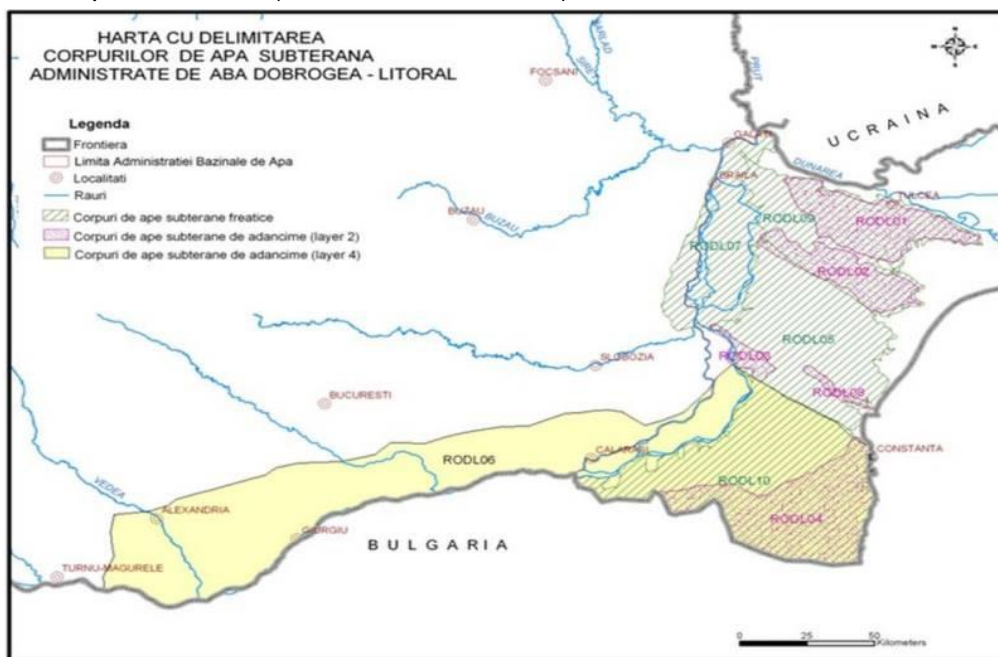 HARTA CU DELIMITAREA
CORPURILOR DE APA SUBTERANA
ADMINISTRATE DE ABA DOBROGEA - LITORAL
Legenda
Frontiera
Limita Administratiei Bazinale de Apa
Localitati
Rauri
Corpuri de ape subterane freatice
Corpuri de ape subterane de adancime (layer 2)
Corpuri de ape subterane de adancime (layer 4)
FOCSANI
PRUT
UCRAINA
DUNAREA
BRAILA
TULCEA
BUZAU
BUZAU
RODL09
RODL01
RODL07
RODL02
RODL05
SLOBOZIA
BUCURESTI
CALARASI
CONSTANTA
RODL06
RODL10
RODL04
VEDEA
ALEXANDRIA
GIURGIU
BULGARIA
TURNU-MAGURELE
0 25 50
Kilometers